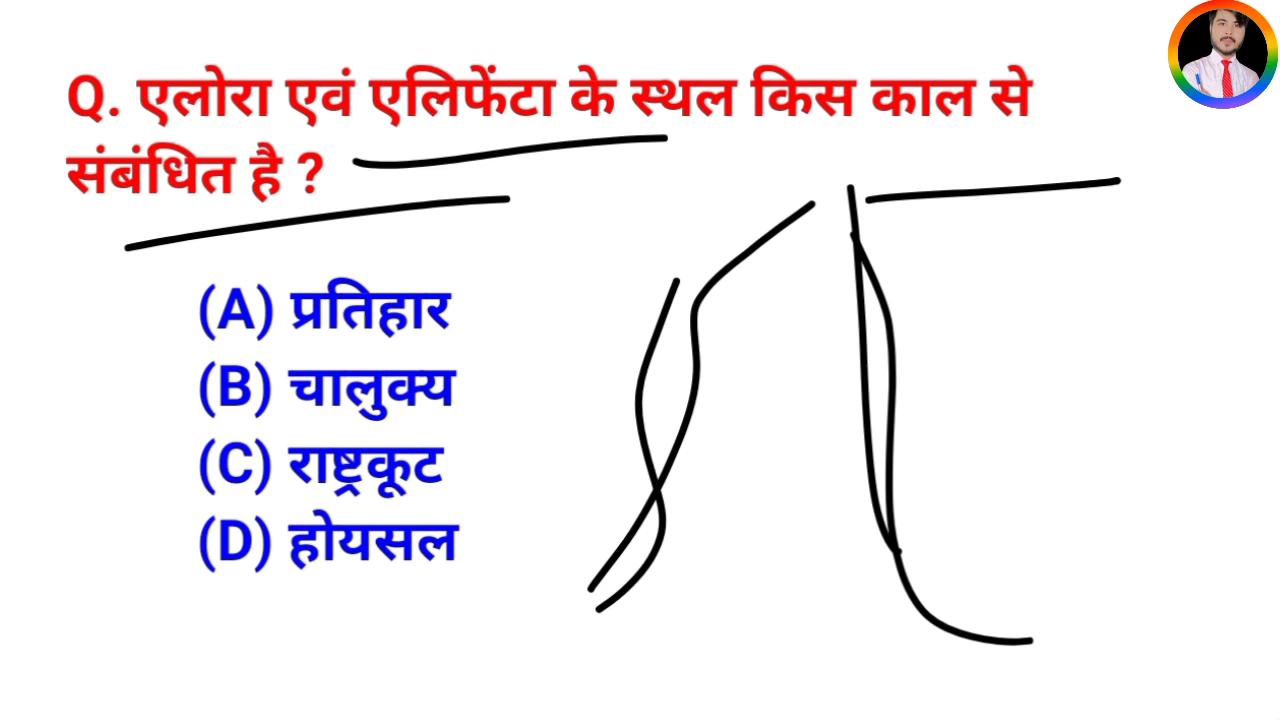 Q. एलोरा एवं एलिफेंटा के स्थल किस काल से
संबंधित है ?
(A) प्रतिहार
(B) चालुक्य
(C) राष्ट्रकूट
(D) होयसल